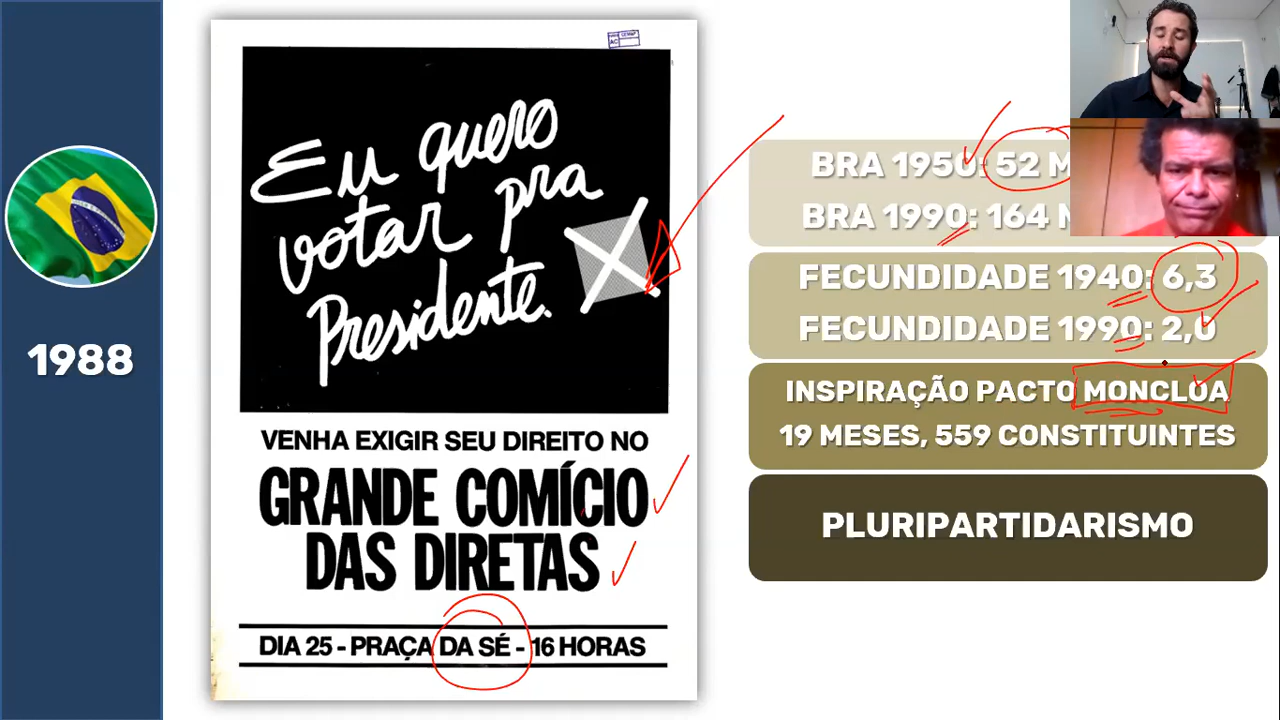 1988
Eu quero
votar pra
Presidente.
VENHA EXIGIR SEU DIREITO NO
GRANDE COMÍCIO
DAS DIRETAS
DIA 25 - PRAÇA DA SÉ - 16 HORAS
BRA 1950: 52
BRA 1990: 164
FECUNDIDADE 1940: 6,3
FECUNDIDADE 1990: 2,0
INSPIRAÇÃO PACTO MONCLOA
19 MESES, 559 CONSTITUINTES
PLURIPARTIDARISMO